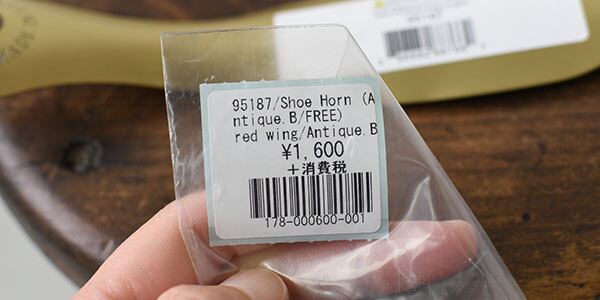 95187/Shoe Horn (A
ntique.B/FREE)
red wing/Antique.B
¥1,600
+消費税
178-000600-001